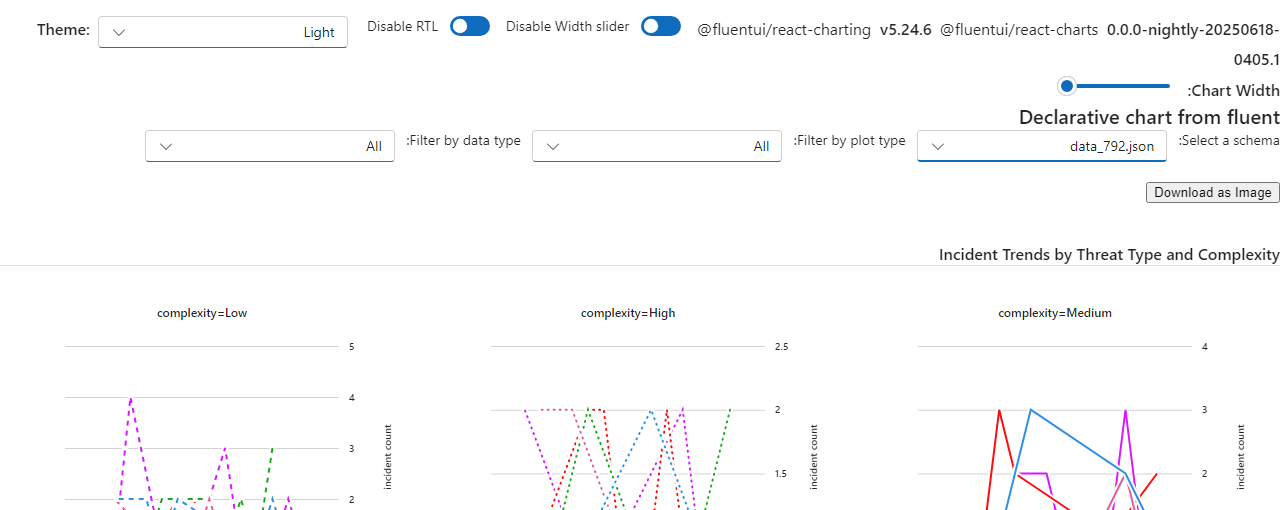 Theme: Light Disable RTL Disable Width slider @fluentui/react-charting v5.24.6 @fluentui/react-charts 0.0.0-nightly-20250618-
0405.1
:Chart Width
Declarative chart from fluent
:Select a schema data_792.json :Filter by plot type All :Filter by data type All
Download as Image
Incident Trends by Threat Type and Complexity
complexity=Low complexity=High complexity=Medium
5 2.5 4
4 2 3
3 1.5 2
2
incident count incident count incident count